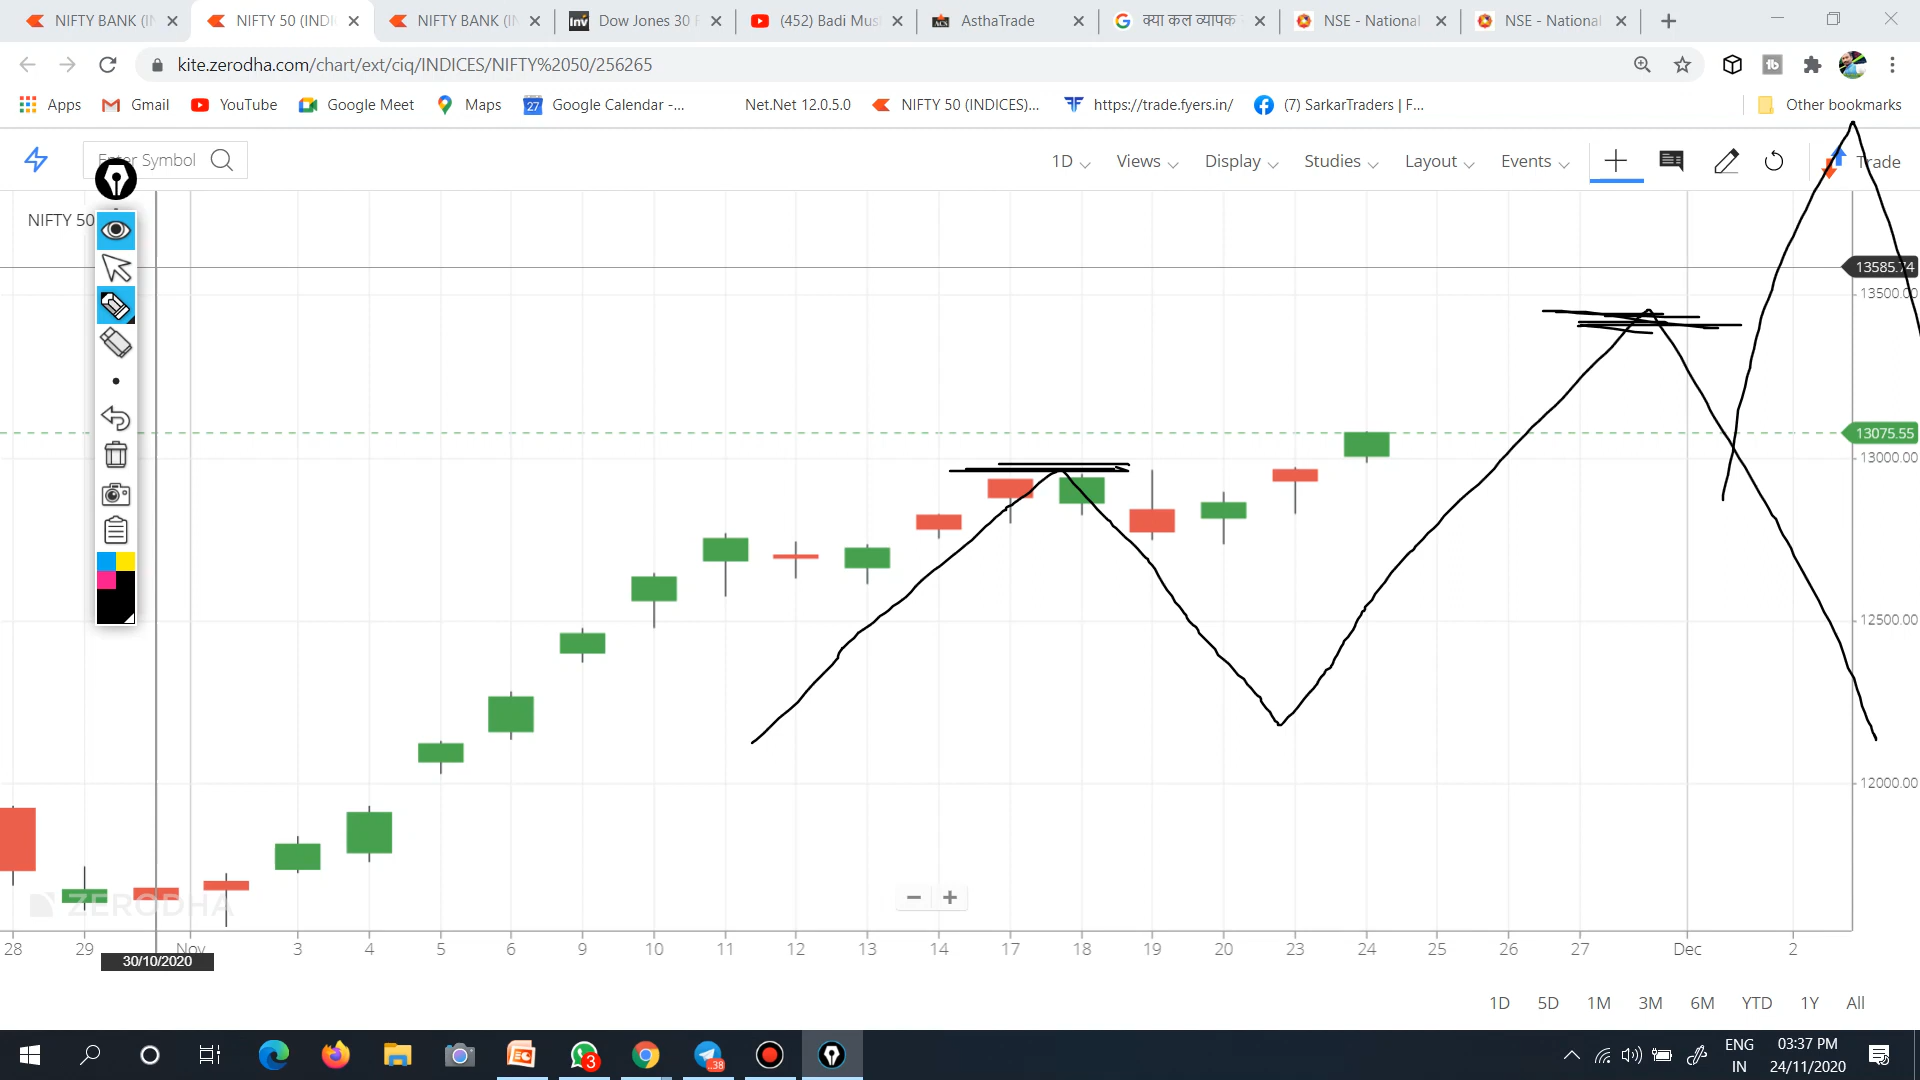 NIFTY BANK (IN
NIFTY 50 (INDI
NIFTY BANK (IN
Dow Jones 30 F
(452) Badi Mus
AsthaTrade
क्या कल व्यापक
NSE - National
NSE - National
kite.zerodha.com/chart/ext/ciq/INDICES/NIFTY%2050/256265
Apps
Gmail
YouTube
Google Meet
Maps
27
Google Calendar -...
Net.Net 12.0.5.0
NIFTY 50 (INDICES)...
https://trade.fyers.in/
(7) SarkarTraders | F...
Other bookmarks
Enter Symbol
1D
Views
Display
Studies
Layout
Events
Trade
NIFTY 50
13585.74
13500.00
13075.55
13000.00
12500.00
12000.00
ZERODHA
28 29 Nov 3 4 5 6 9 10 11 12 13 14 17 18 19 20 23 24 25 26 27 Dec 2
30/10/2020
1D 5D 1M 3M 6M YTD 1Y All
3
38
ENG
IN
03:37 PM
24/11/2020